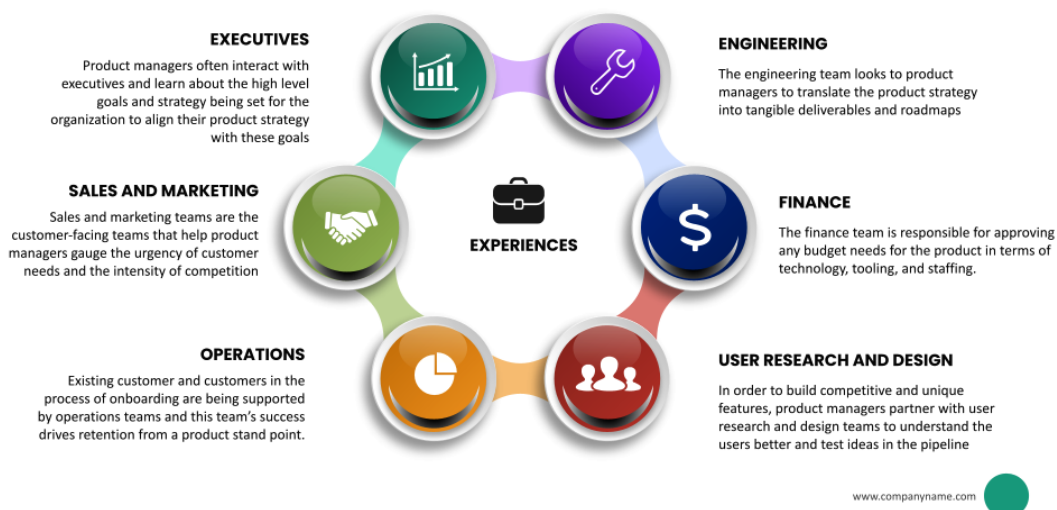 EXECUTIVES
Product managers often interact with
executives and learn about the high level
goals and strategy being set for the
organization to align their product strategy
with these goals
ENGINEERING
The engineering team looks to product
managers to translate the product strategy
into tangible deliverables and roadmaps
SALES AND MARKETING
Sales and marketing teams are the
customer-facing teams that help product
managers gauge the urgency of customer
needs and the intensity of competition
EXPERIENCES
$
FINANCE
The finance team is responsible for approving
any budget needs for the product in terms of
technology, tooling, and staffing.
OPERATIONS
Existing customer and customers in the
process of onboarding are being supported
by operations teams and this team's success
drives retention from a product stand point.
USER RESEARCH AND DESIGN
In order to build competitive and unique
features, product managers partner with user
research and design teams to understand the
users better and test ideas in the pipeline
www.companyname.com